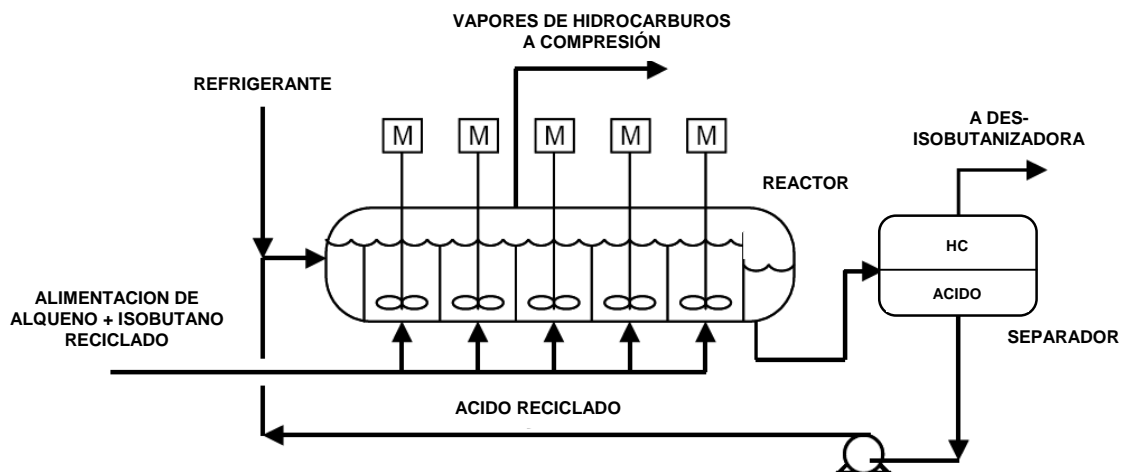 VAPORES DE HIDROCARBUROS
A COMPRESIÓN
REFRIGERANTE
A DES-
ISOBUTANIZADORA
M M M M M
REACTOR
HC
ACIDO
ALIMENTACION DE
ALQUENO + ISOBUTANO
RECICLADO
SEPARADOR
ACIDO RECICLADO